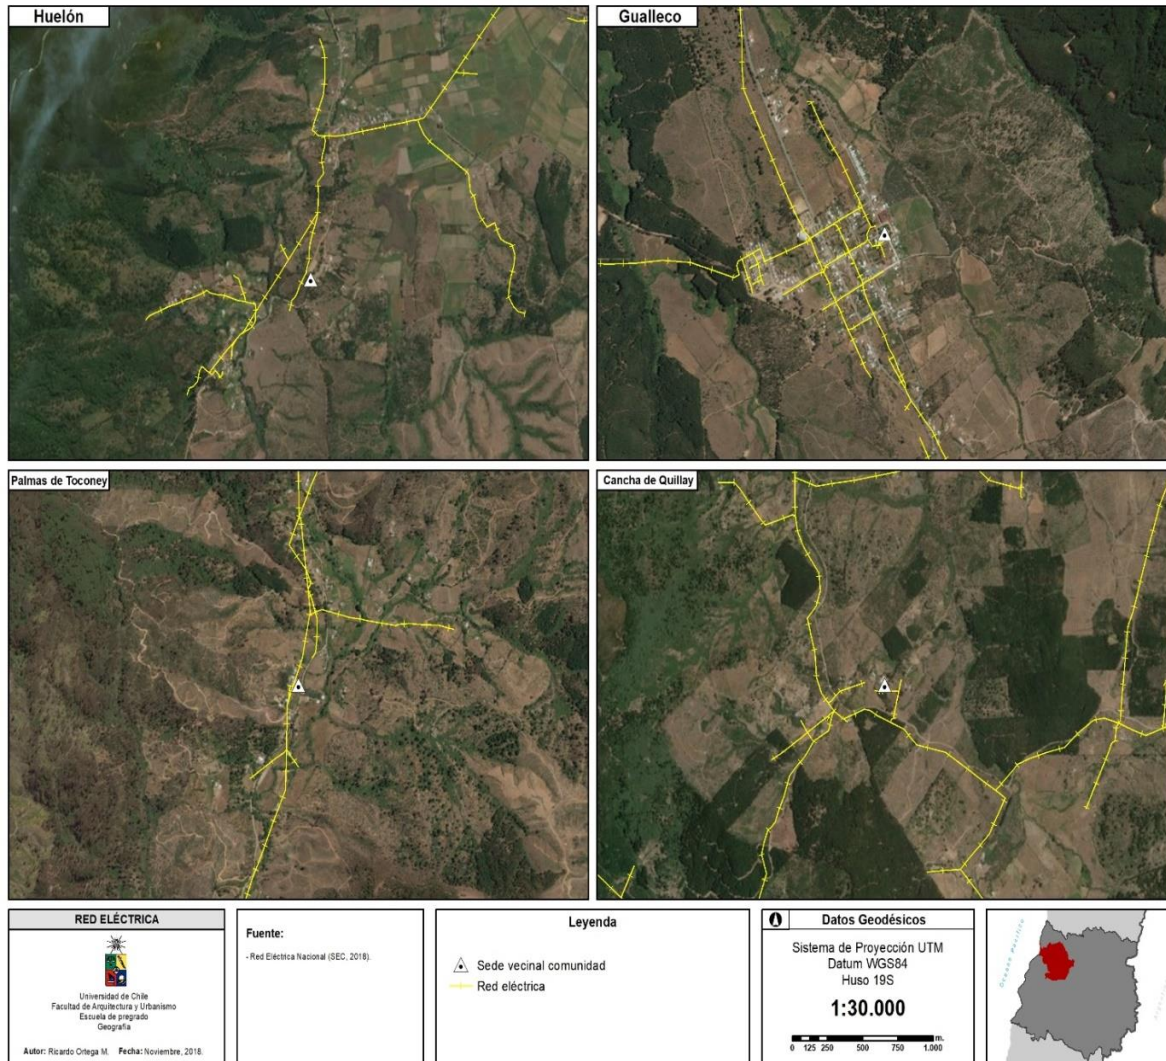 Huelón
Gualleco
Palmas de Toconey
Cancha de Quillay
RED ELÉCTRICA
Universidad de Chile
Facultad de Arquitectura y Urbanismo
Escuela de pregrado
Geografía
Autor: Ricardo Ortega M. Fecha: Noviembre, 2018.
Fuente:
- Red Eléctrica Nacional (SEC, 2018).
Leyenda
Sede vecinal comunidad
Red eléctrica
Datos Geodésicos
Sistema de Proyección UTM
Datum WGS84
Huso 19S
1:30.000
m.
0 125 250 500 750 1.000
Océano Pacífico